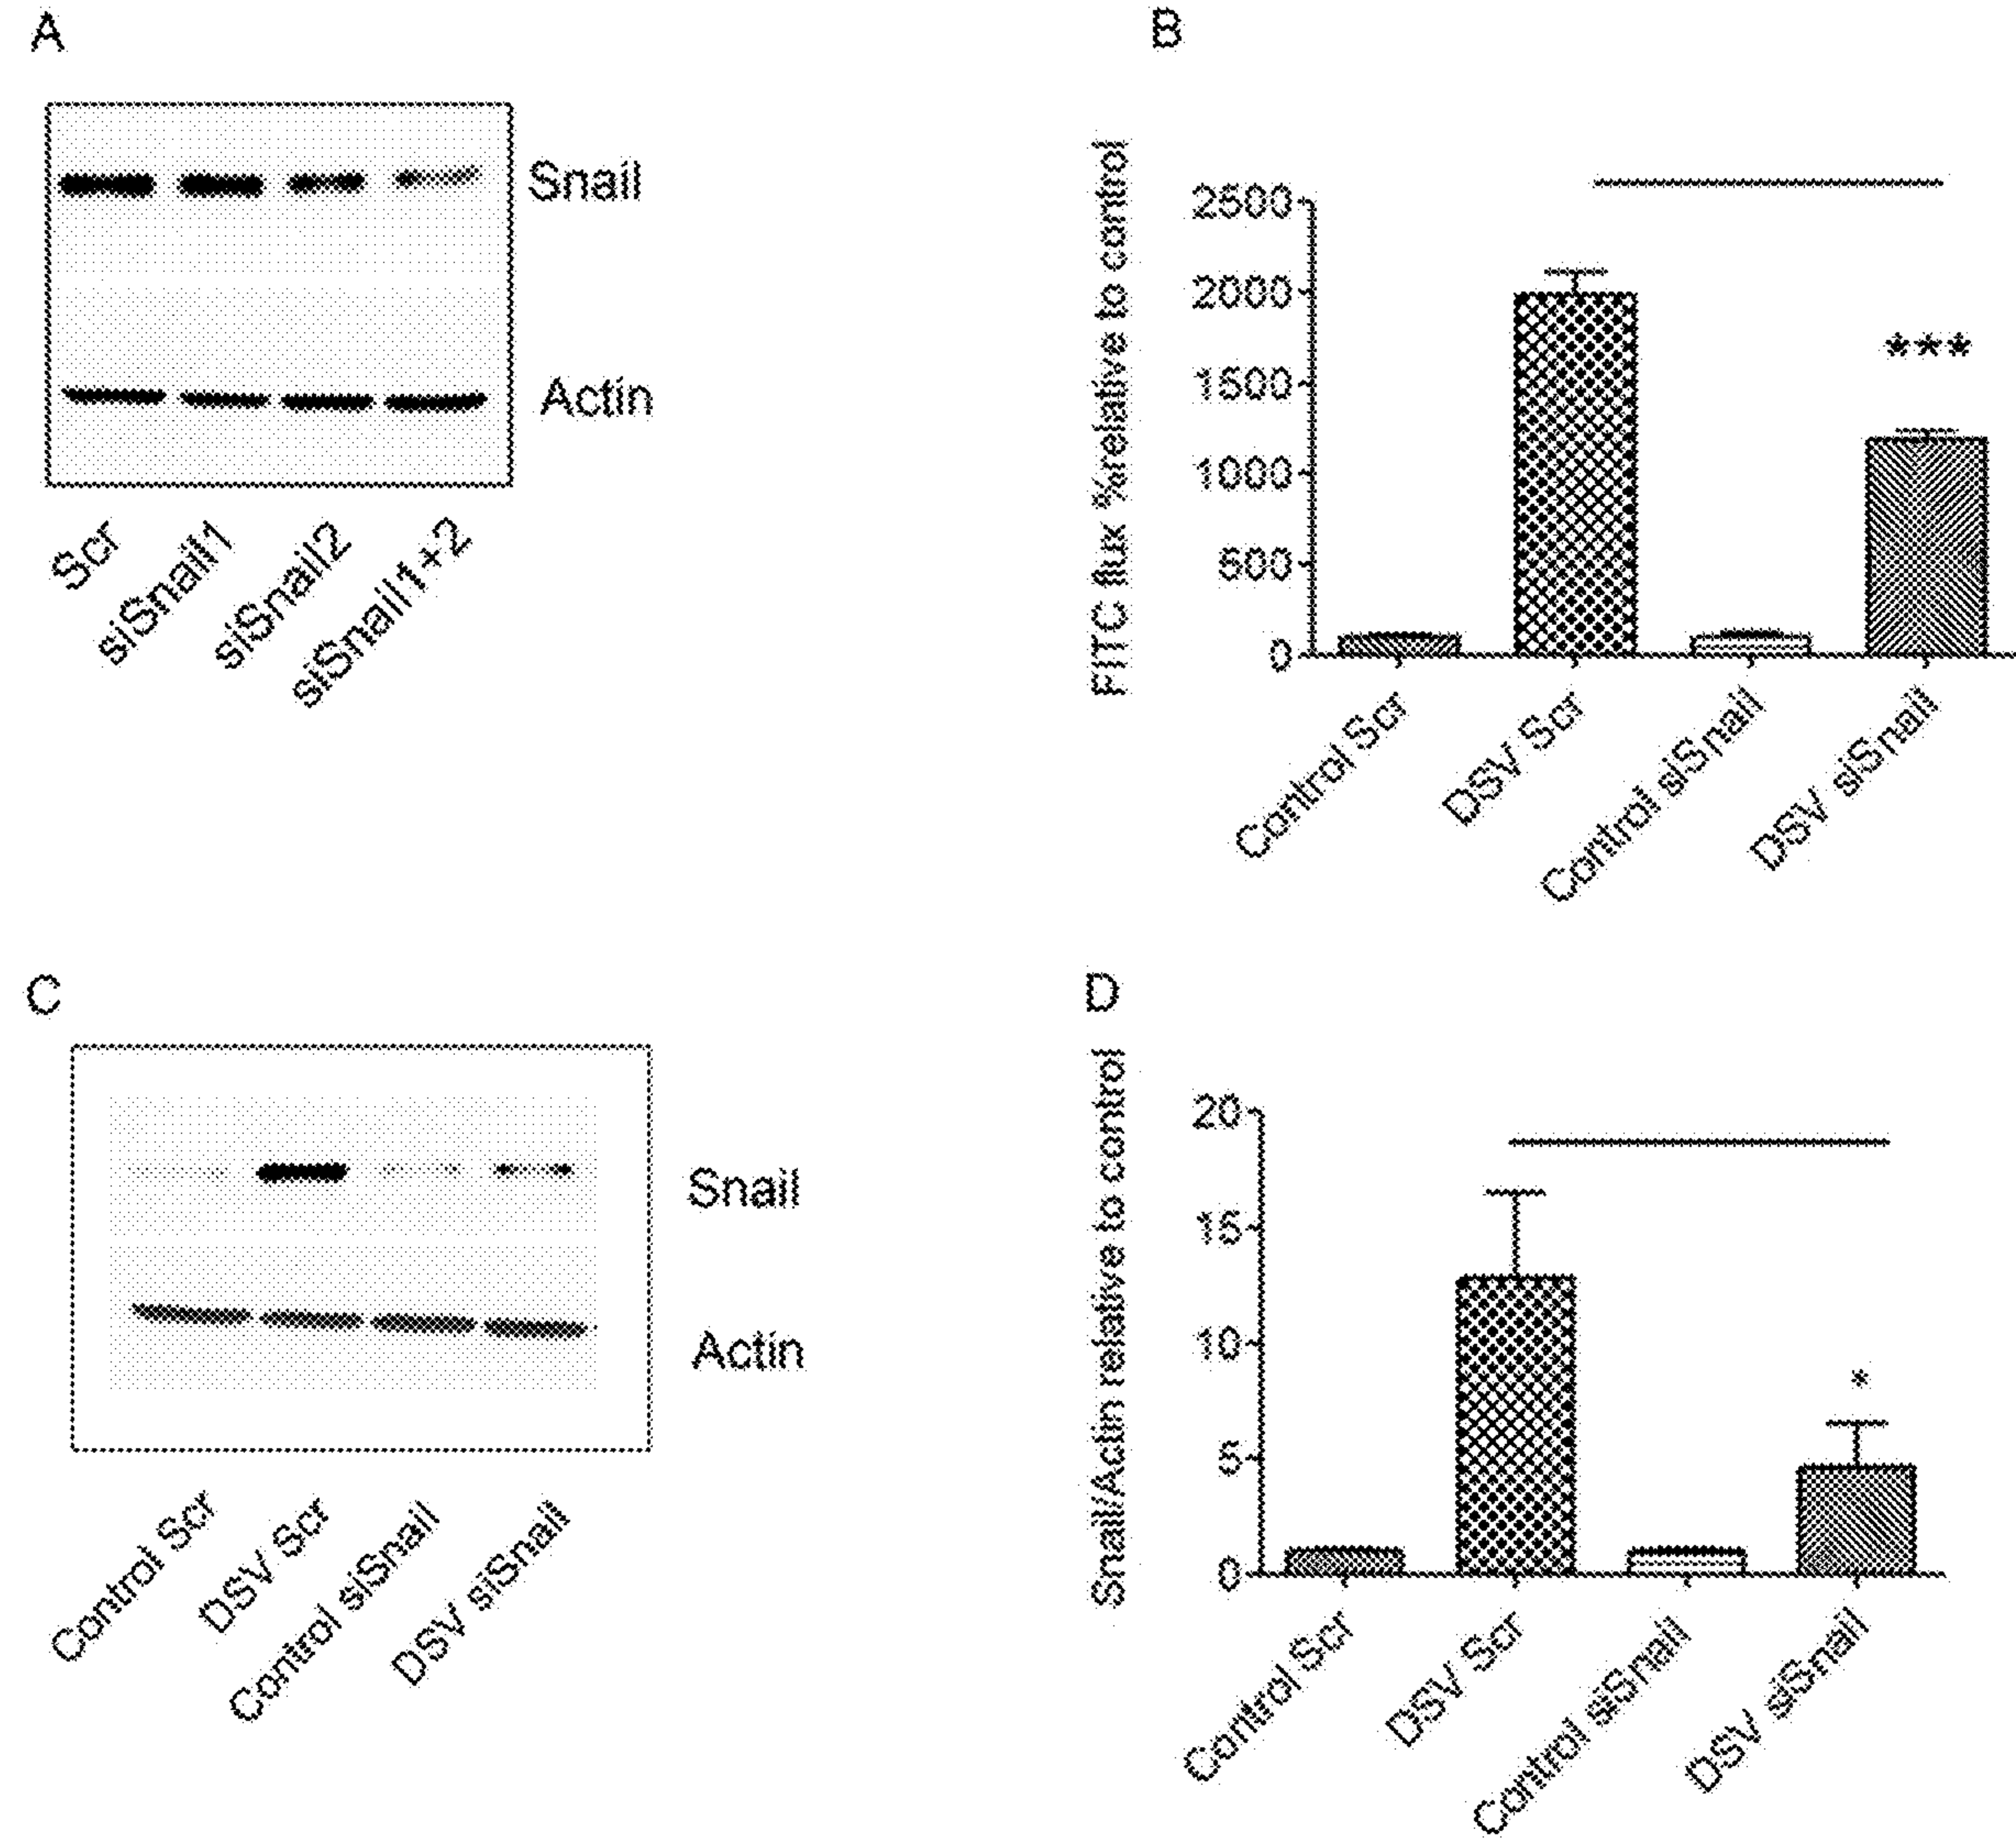 A
Snail
Actin
Scr
siSnail1
siSnail2
siSnail1+2
B
FITC flux %relative to control
2500
2000
1500
1000
500
0
***
Control Scr
DSV Scr
Control siSnail
DSV siSnail
C
Snail
Actin
Control Scr
DSV Scr
Control siSnail
DSV siSnail
D
Snail/Actin relative to control
20
15
10
5
0
*
Control Scr
DSV Scr
Control siSnail
DSV siSnail